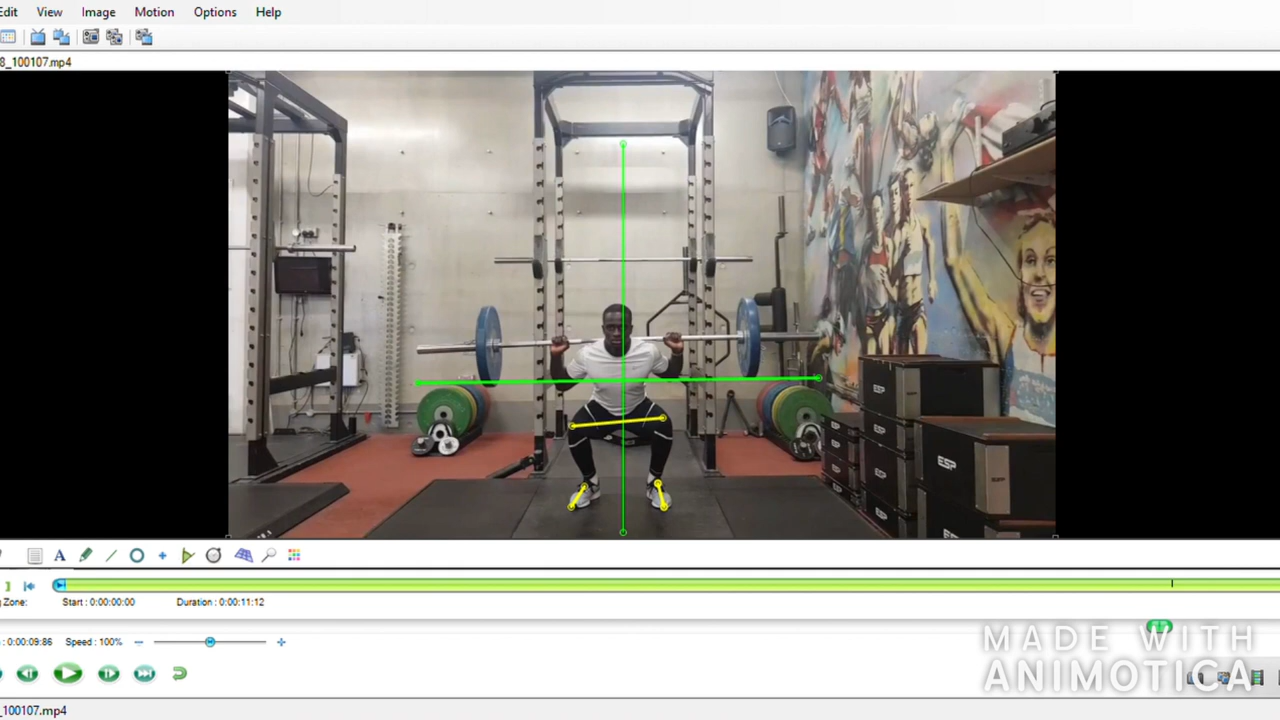 Edit View Image Motion Options Help
8_100107.mp4
ESP
ESP
ESP
ESP
A
g Zone: Start : 0:00:00:00 Duration : 0:00:11:12
: 0:00:09:86 Speed : 100%
MADE WITH
ANIMOTICA
_100107.mp4